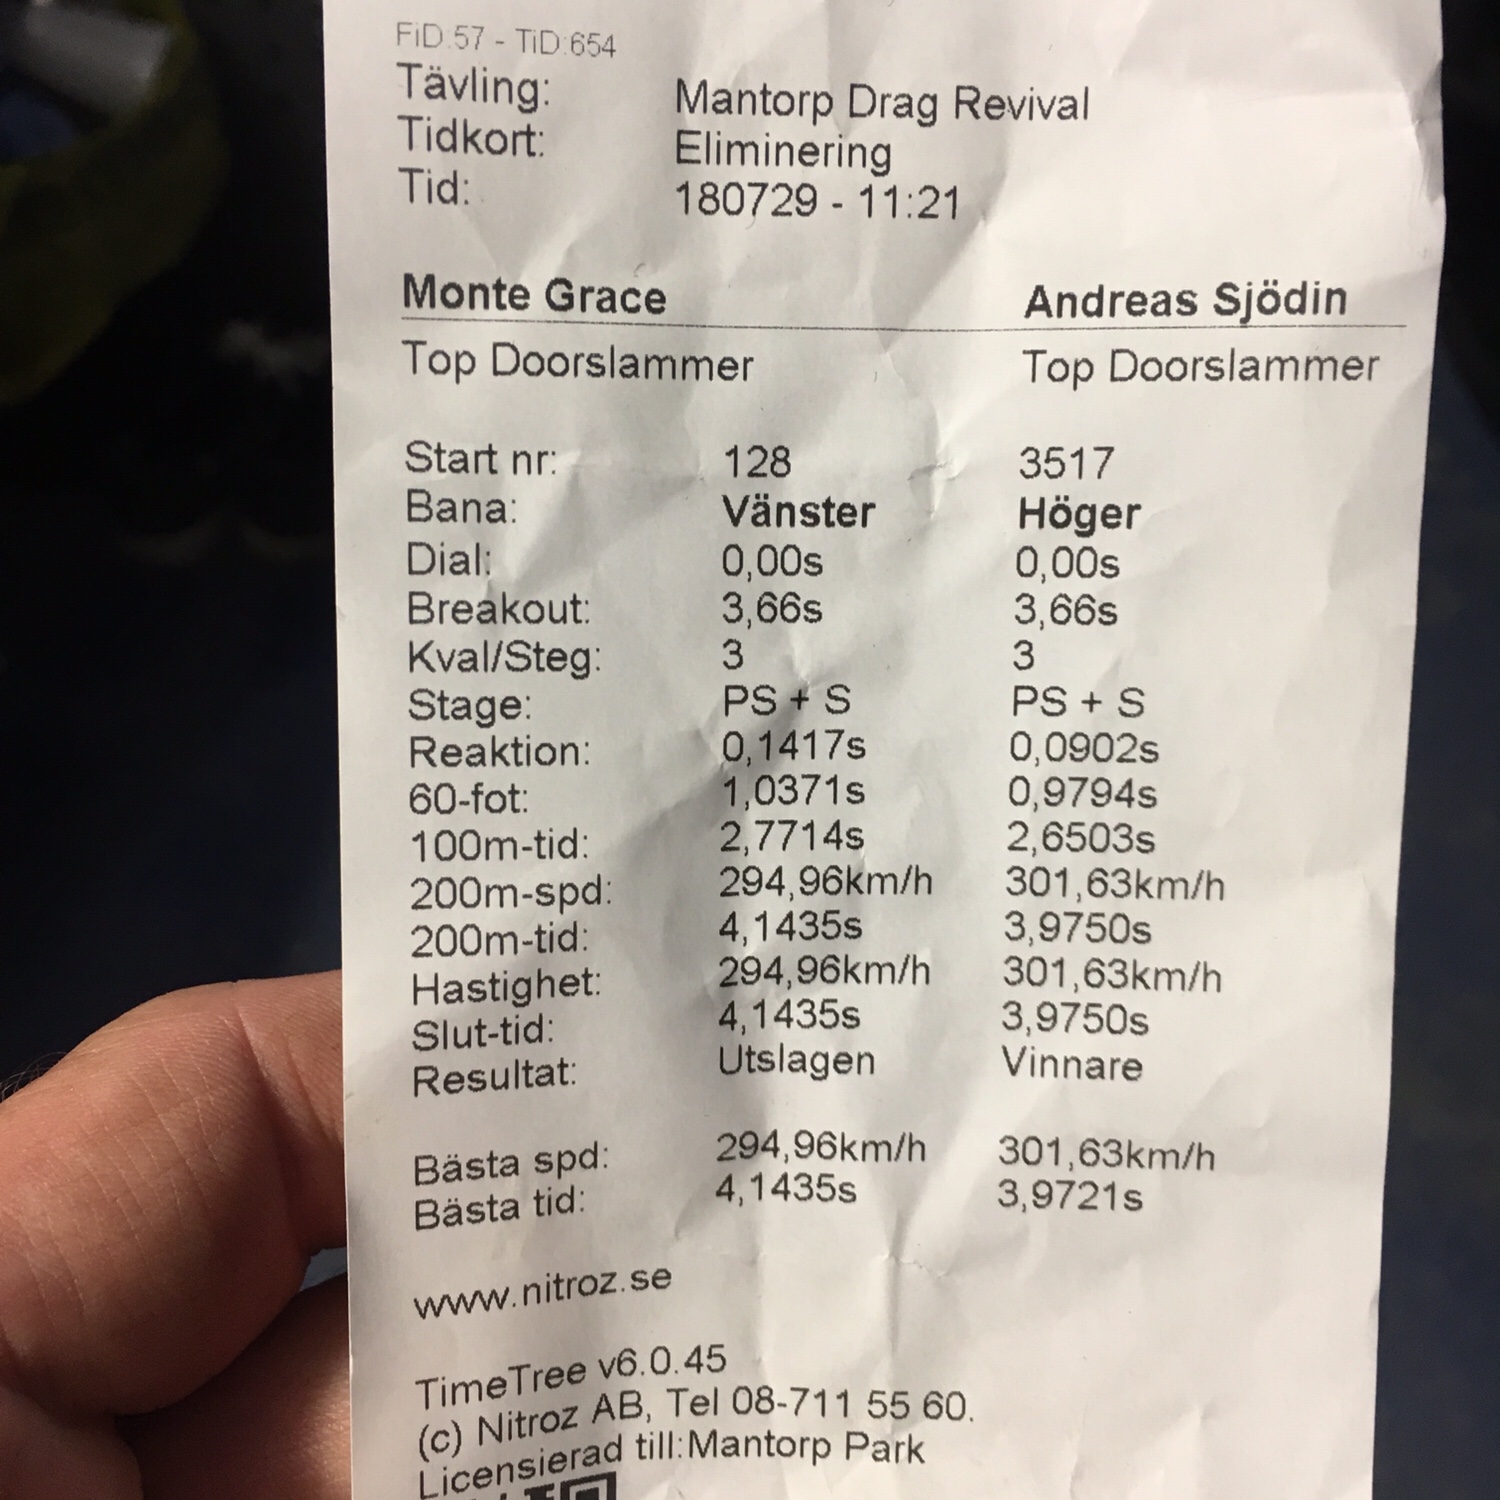 FiD:57 - TiD:654
Tävling: Mantorp Drag Revival
Tidkort: Eliminering
Tid: 180729 - 11:21
Monte Grace Andreas Sjödin
Top Doorslammer Top Doorslammer
Start nr: 128 3517
Bana: Vänster Höger
Dial: 0,00s 0,00s
Breakout: 3,66s 3,66s
Kval/Steg: 3 3
Stage: PS + S PS + S
Reaktion: 0,1417s 0,0902s
60-fot: 1,0371s 0,9794s
100m-tid: 2,7714s 2,6503s
200m-spd: 294,96km/h 301,63km/h
200m-tid: 4,1435s 3,9750s
Hastighet: 294,96km/h 301,63km/h
Slut-tid: 4,1435s 3,9750s
Resultat: Utslagen Vinnare
Bästa spd: 294,96km/h 301,63km/h
Bästa tid: 4,1435s 3,9721s
www.nitroz.se
TimeTree v6.0.45
(c) Nitroz AB, Tel 08-711 55 60.
Licensierad till:Mantorp Park